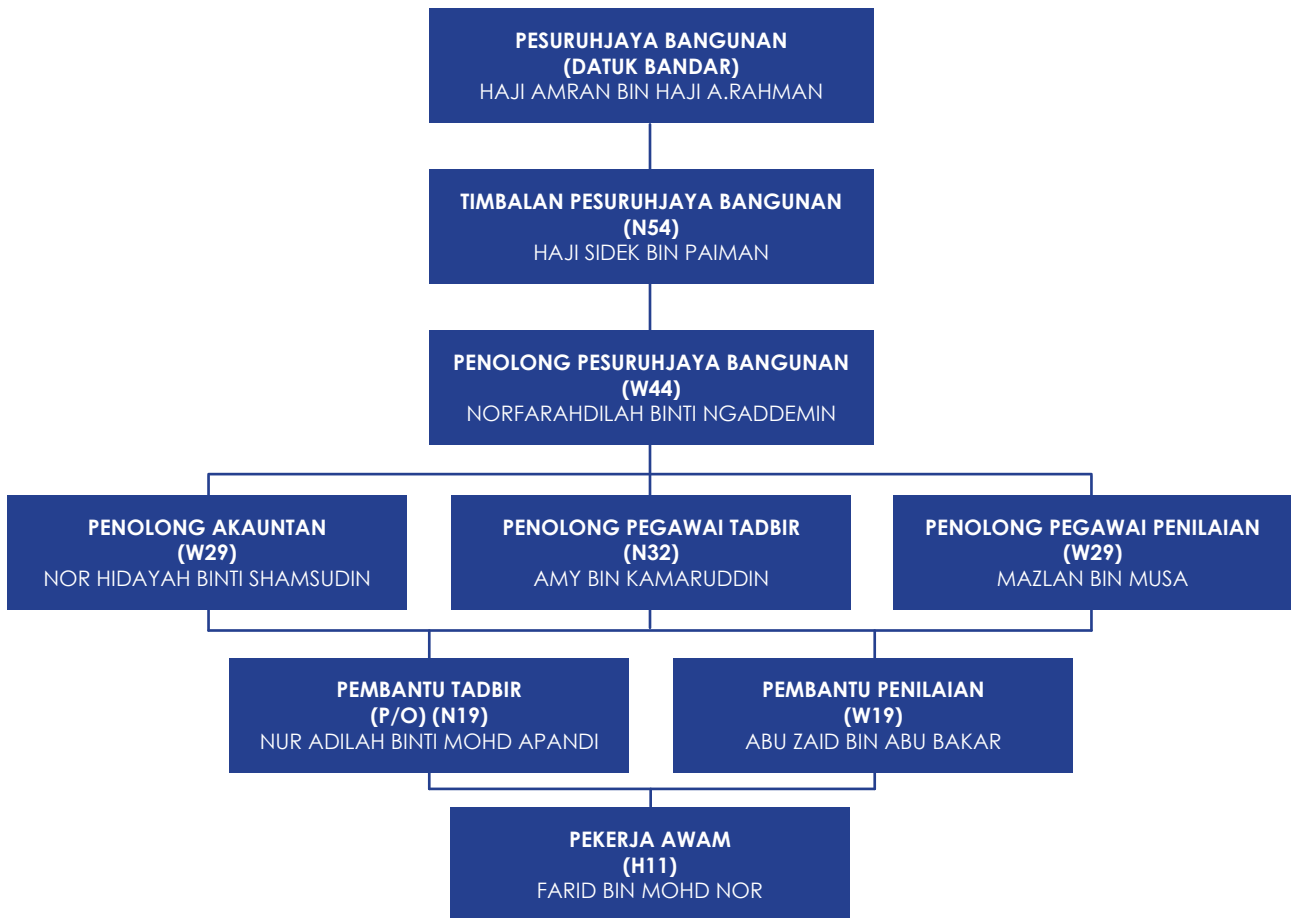 PESURUHJAYA BANGUNAN
(DATUK BANDAR)
HAJI AMRAN BIN HAJI A.RAHMAN
TIMBALAN PESURUHJAYA BANGUNAN
(N54)
HAJI SIDEK BIN PAIMAN
PENOLONG PESURUHJAYA BANGUNAN
(W44)
NORFARAHDILAH BINTI NGADDEMIN
PENOLONG AKAUNTAN
(W29)
NOR HIDAYAH BINTI SHAMSUDIN
PENOLONG PEGAWAI TADBIR
(N32)
AMY BIN KAMARUDDIN
PENOLONG PEGAWAI PENILAIAN
(W29)
MAZLAN BIN MUSA
PEMBANTU TADBIR
(P/O) (N19)
NUR ADILAH BINTI MOHD APANDI
PEMBANTU PENILAIAN
(W19)
ABU ZAID BIN ABU BAKAR
PEKERJA AWAM
(H11)
FARID BIN MOHD NOR